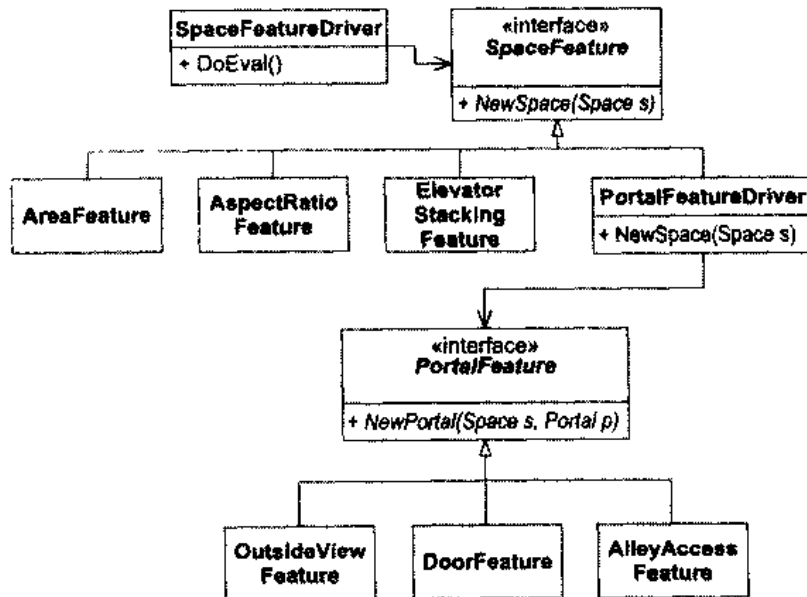 SpaceFeatureDriver
+ DoEval()
«interface»
SpaceFeature
+ NewSpace(Space s)
AreaFeature
AspectRatio
Feature
Elevator
Stacking
Feature
PortalFeatureDriver
+ NewSpace(Space s)
«interface»
PortalFeature
+ NewPortal(Space s, Portal p)
OutsideView
Feature
DoorFeature
AlleyAccess
Feature